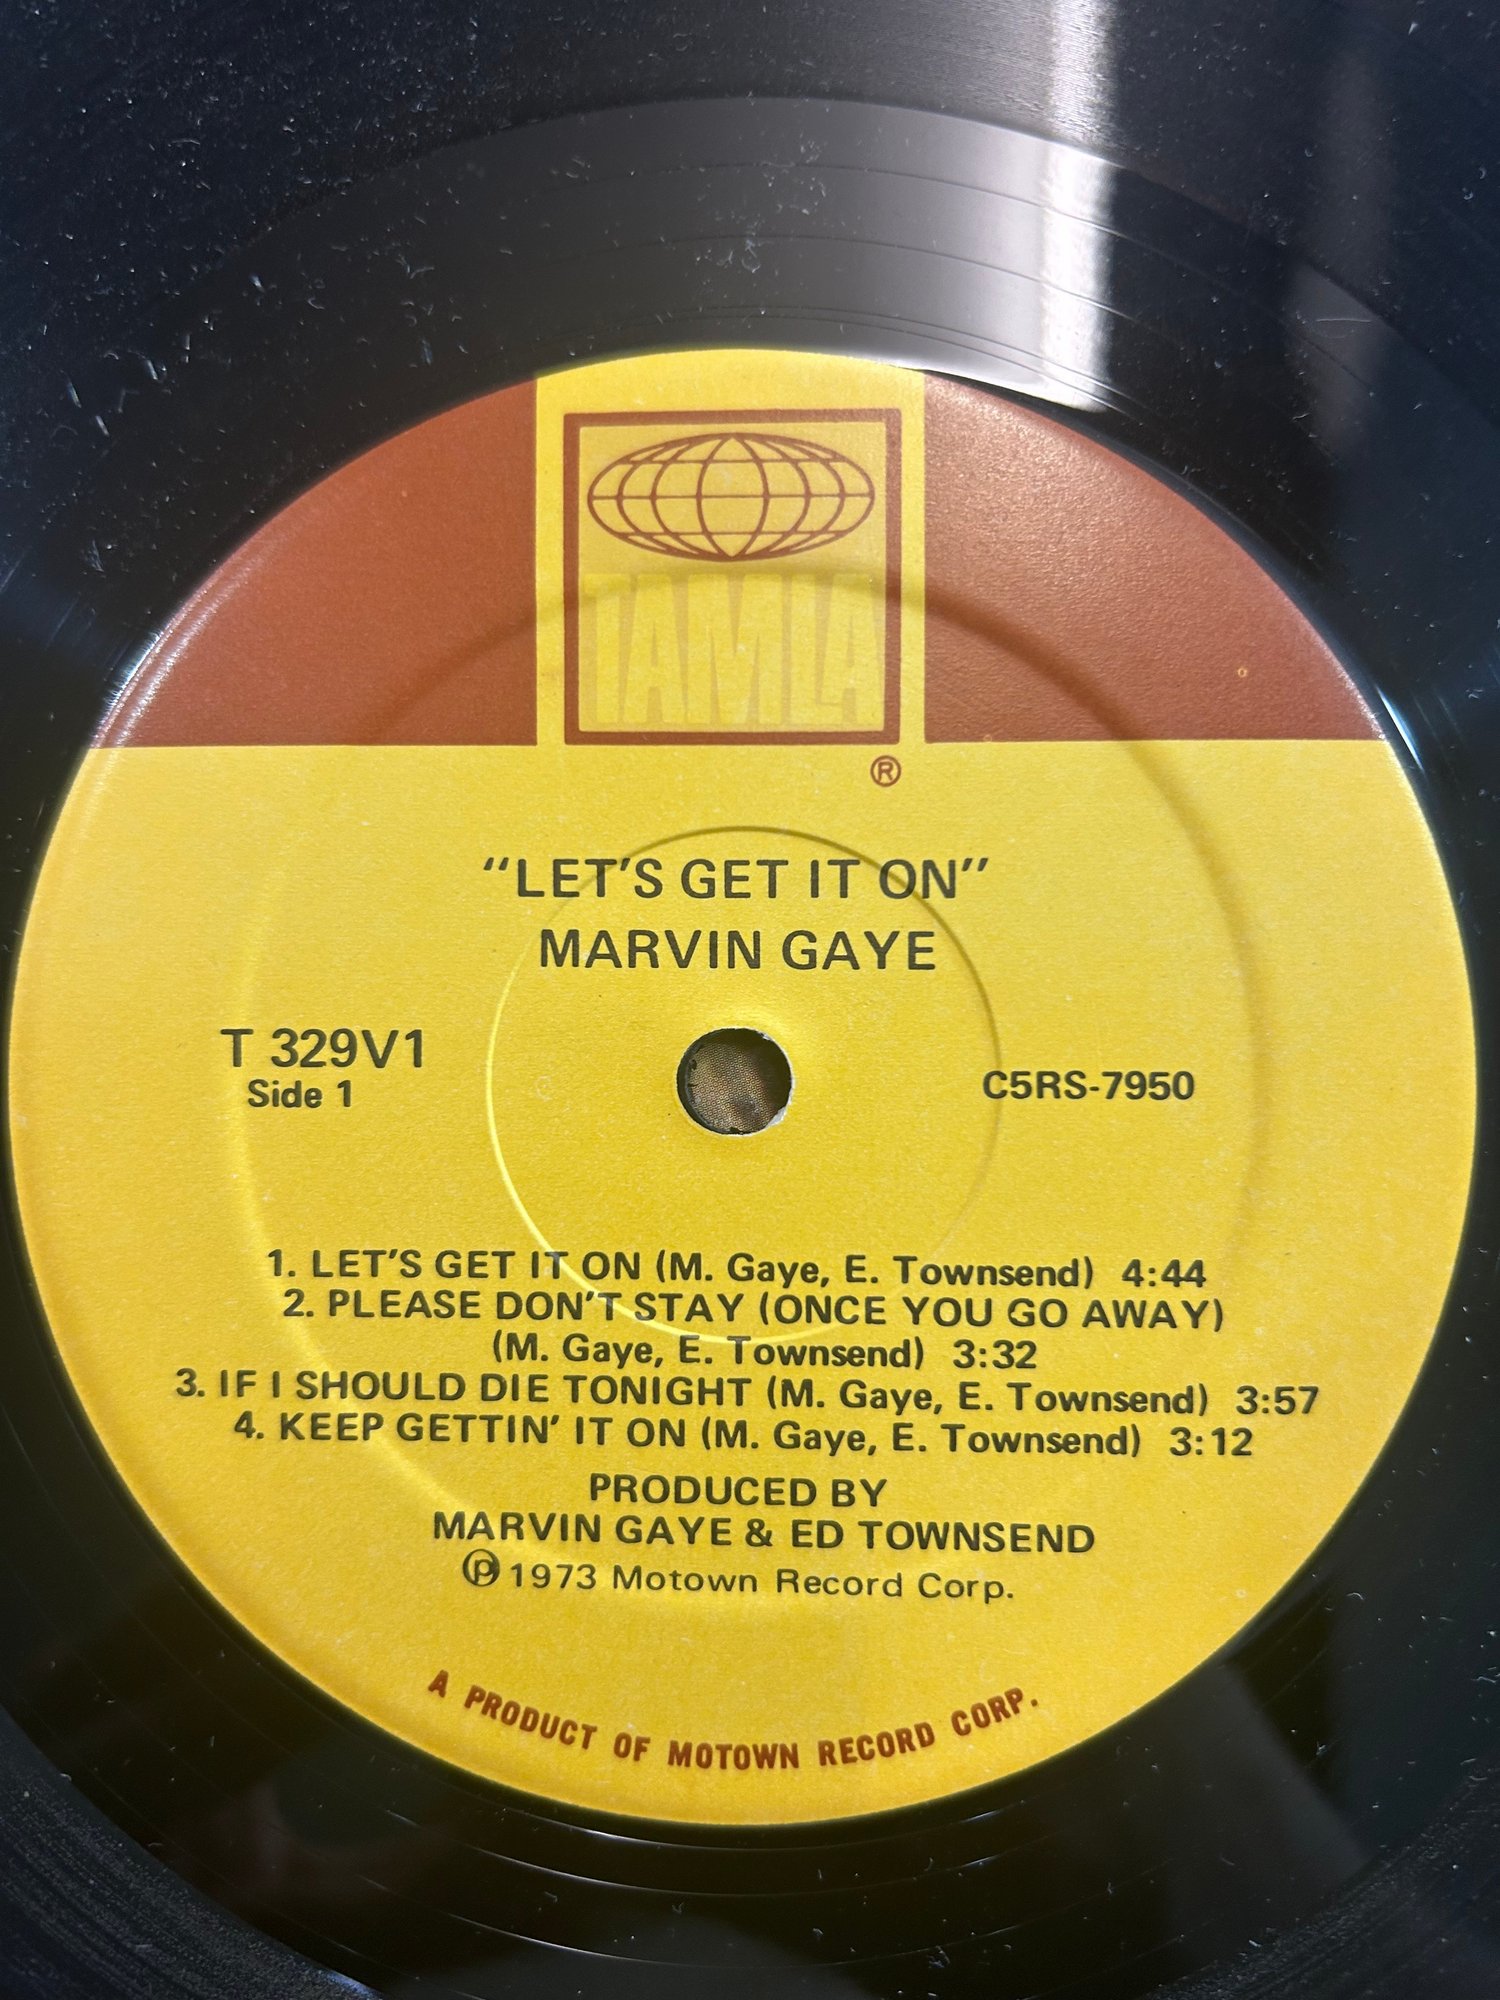 TAMLA
®
“LET’S GET IT ON”
MARVIN GAYE
T 329V1
Side 1
C5RS-7950
1. LET’S GET IT ON (M. Gaye, E. Townsend) 4:44
2. PLEASE DON’T STAY (ONCE YOU GO AWAY)
(M. Gaye, E. Townsend) 3:32
3. IF I SHOULD DIE TONIGHT (M. Gaye, E. Townsend) 3:57
4. KEEP GETTIN’ IT ON (M. Gaye, E. Townsend) 3:12
PRODUCED BY
MARVIN GAYE & ED TOWNSEND
℗ 1973 Motown Record Corp.
A PRODUCT OF MOTOWN RECORD CORP.